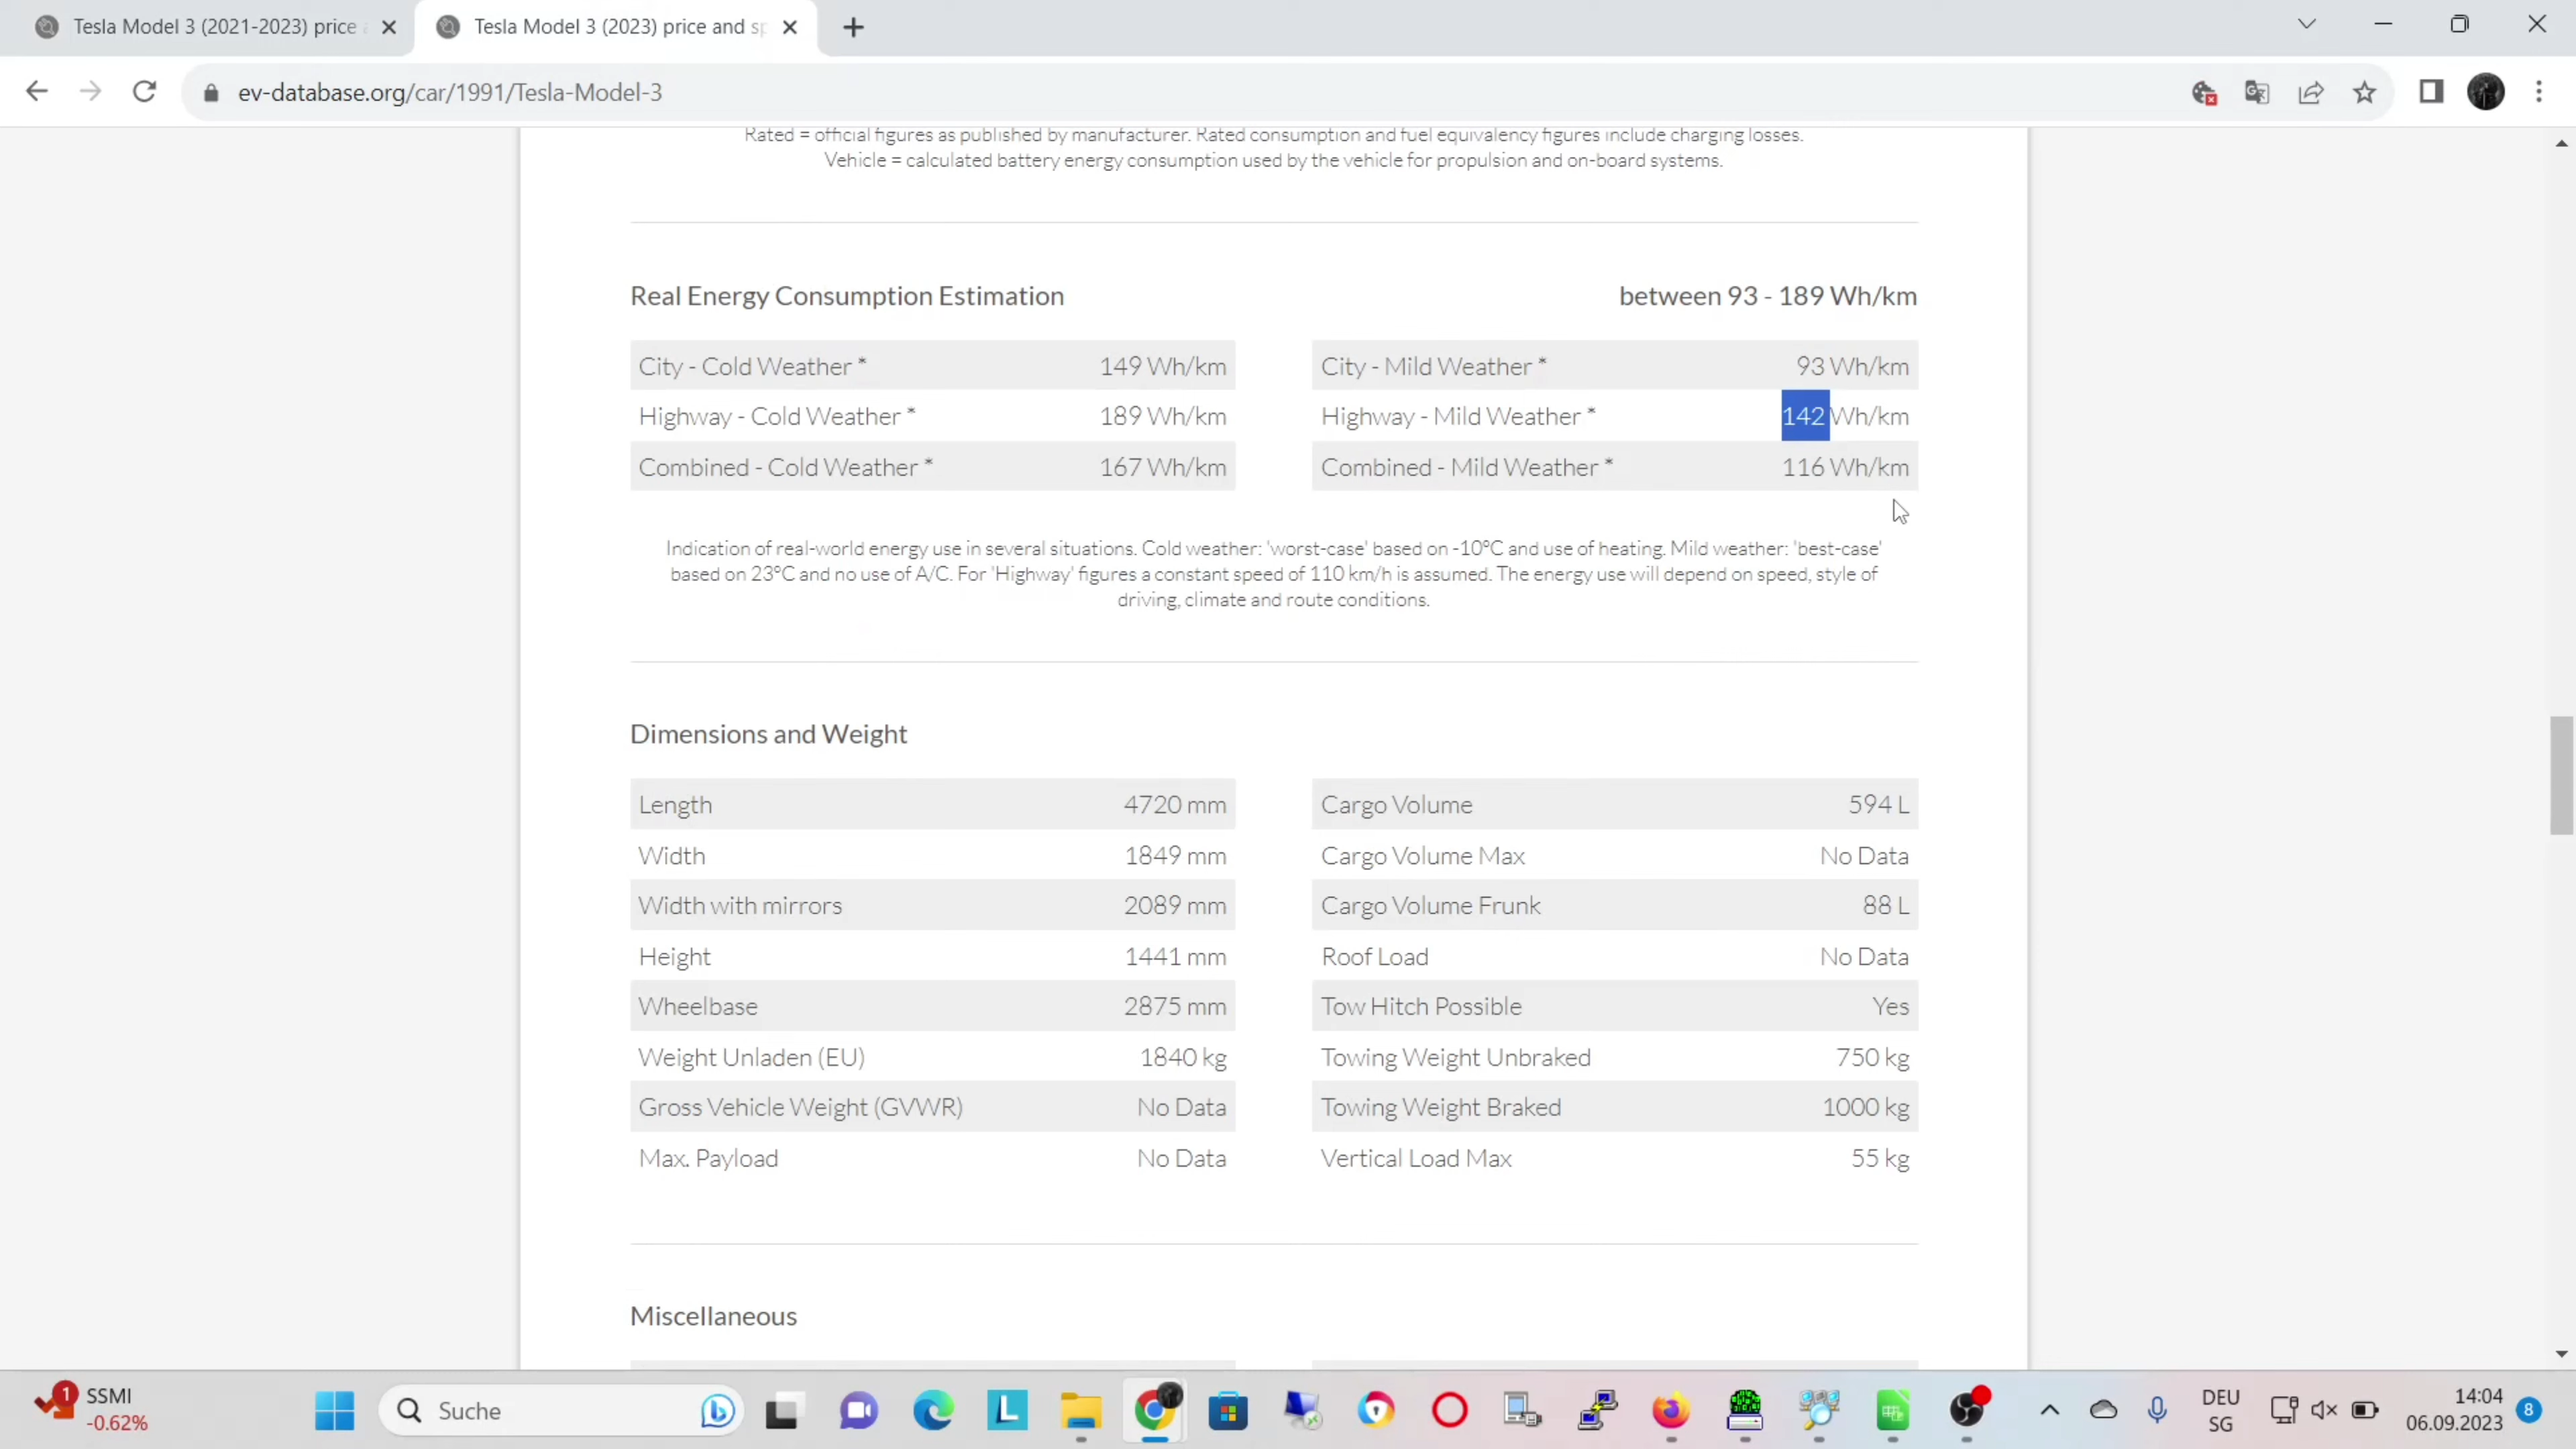 Tesla Model 3 (2021-2023) price a
Tesla Model 3 (2023) price and sp
ev-database.org/car/1991/Tesla-Model-3
Rated = official figures as published by manufacturer. Rated consumption and fuel equivalency figures include charging losses.
Vehicle = calculated battery energy consumption used by the vehicle for propulsion and on-board systems.
Real Energy Consumption Estimation between 93 - 189 Wh/km
City - Cold Weather * 149 Wh/km City - Mild Weather * 93 Wh/km
Highway - Cold Weather * 189 Wh/km Highway - Mild Weather * 142 Wh/km
Combined - Cold Weather * 167 Wh/km Combined - Mild Weather * 116 Wh/km
Indication of real-world energy use in several situations. Cold weather: 'worst-case' based on -10°C and use of heating. Mild weather: 'best-case'
based on 23°C and no use of A/C. For 'Highway' figures a constant speed of 110 km/h is assumed. The energy use will depend on speed, style of
driving, climate and route conditions.
Dimensions and Weight
Length 4720 mm Cargo Volume 594 L
Width 1849 mm Cargo Volume Max No Data
Width with mirrors 2089 mm Cargo Volume Frunk 88 L
Height 1441 mm Roof Load No Data
Wheelbase 2875 mm Tow Hitch Possible Yes
Weight Unladen (EU) 1840 kg Towing Weight Unbraked 750 kg
Gross Vehicle Weight (GVWR) No Data Towing Weight Braked 1000 kg
Max. Payload No Data Vertical Load Max 55 kg
Miscellaneous
1 SSMI
-0.62%
Suche
L
DEU
SG
14:04
06.09.2023
8